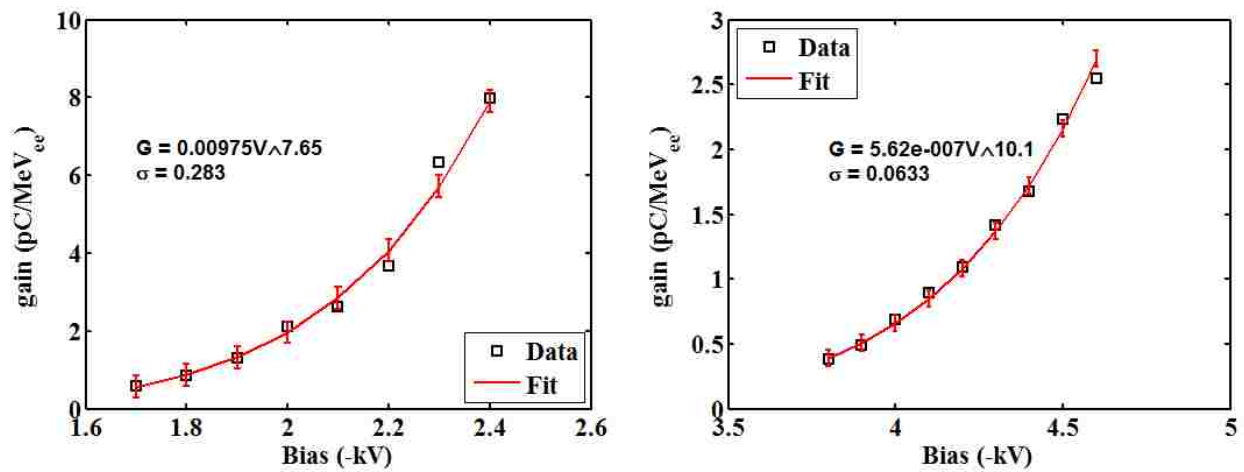 10
8
6
4
2
0
gain (pC/MeVee)
G = 0.00975V∧7.65
σ = 0.283
Data
Fit
1.6
1.8
2
2.2
2.4
2.6
Bias (-kV)
3
2.5
2
1.5
1
0.5
0
gain (pC/MeVee)
Data
Fit
G = 5.62e-007V∧10.1
σ = 0.0633
3.5
4
4.5
5
Bias (-kV)